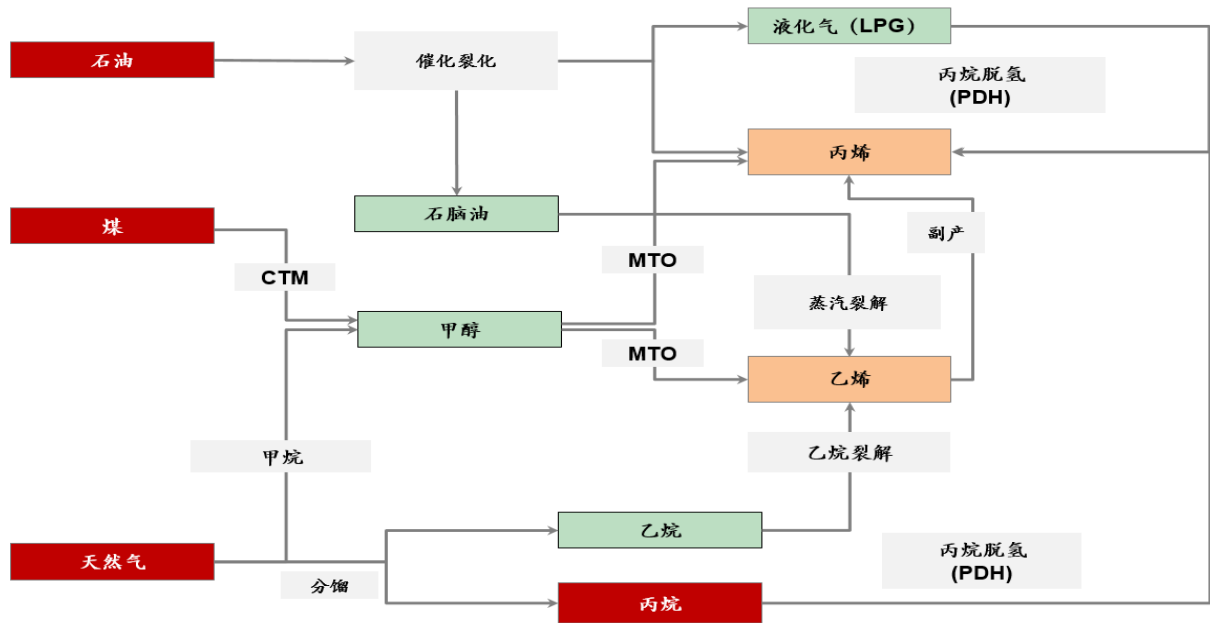 液化气（LPG）
石油
催化裂化
丙烷脱氢
(PDH)
丙烯
石脑油
煤
副产
MTO
CTM
蒸汽裂解
甲醇
MTO
乙烯
甲烷
乙烷裂解
乙烷
天然气
丙烷脱氢
(PDH)
分馏
丙烷